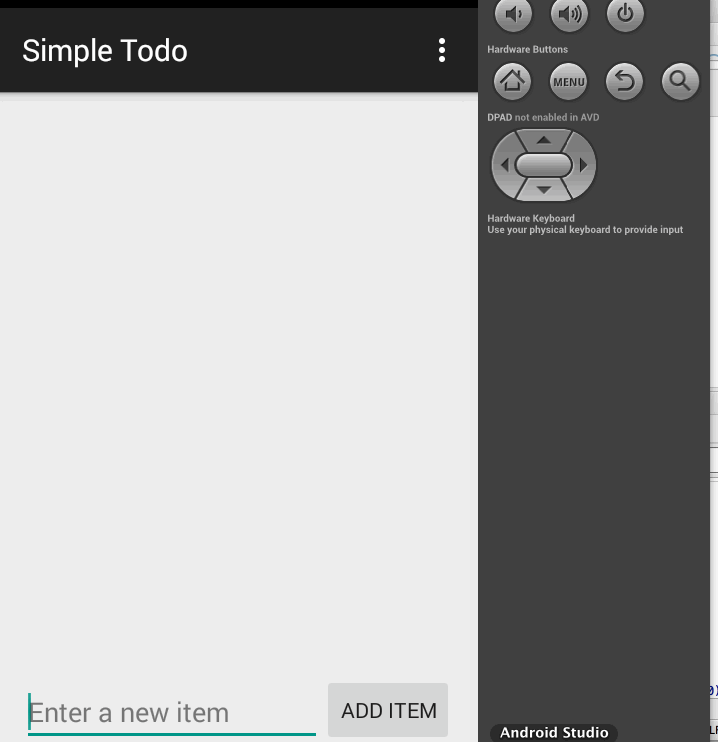 Simple Todo
Hardware Buttons
MENU
DPAD not enabled in AVD
Hardware Keyboard
Use your physical keyboard to provide input
Enter a new item
ADD ITEM
Android Studio